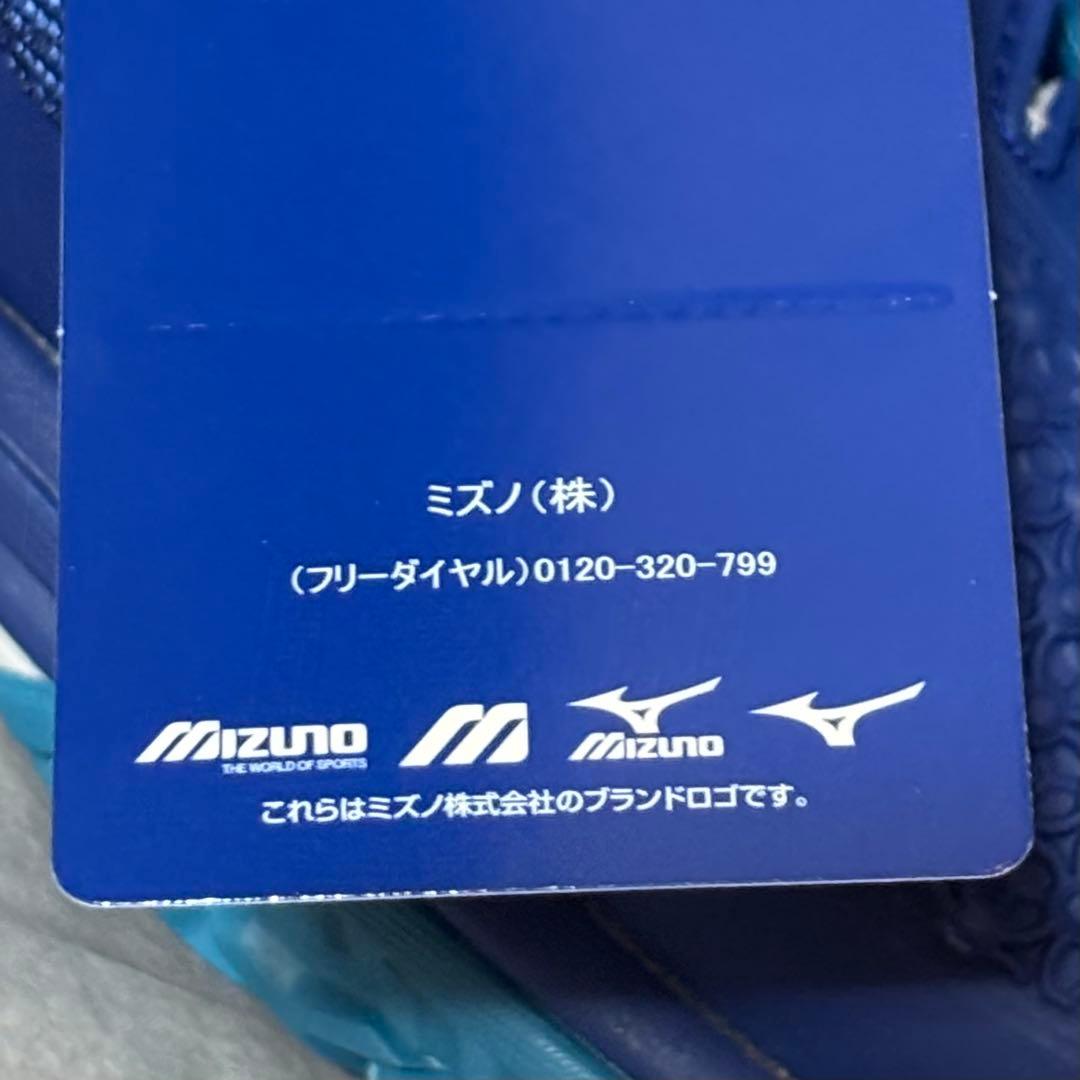 ミズノ(株)
(フリーダイヤル)0120-320-799
MIZUNO
THE WORLD OF SPORTS
M
MIZUNO
これらはミズノ株式会社のブランドロゴです。